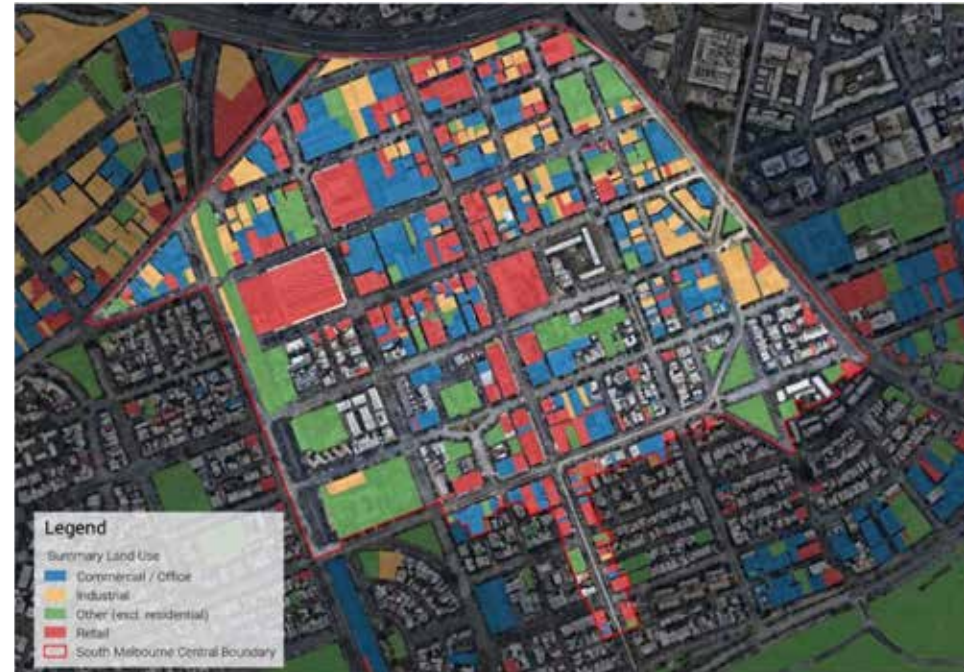 Legend
Summary Land Use
Commercial / Office
Industrial
Other (excl. residential)
Retail
South Melbourne Central Boundary